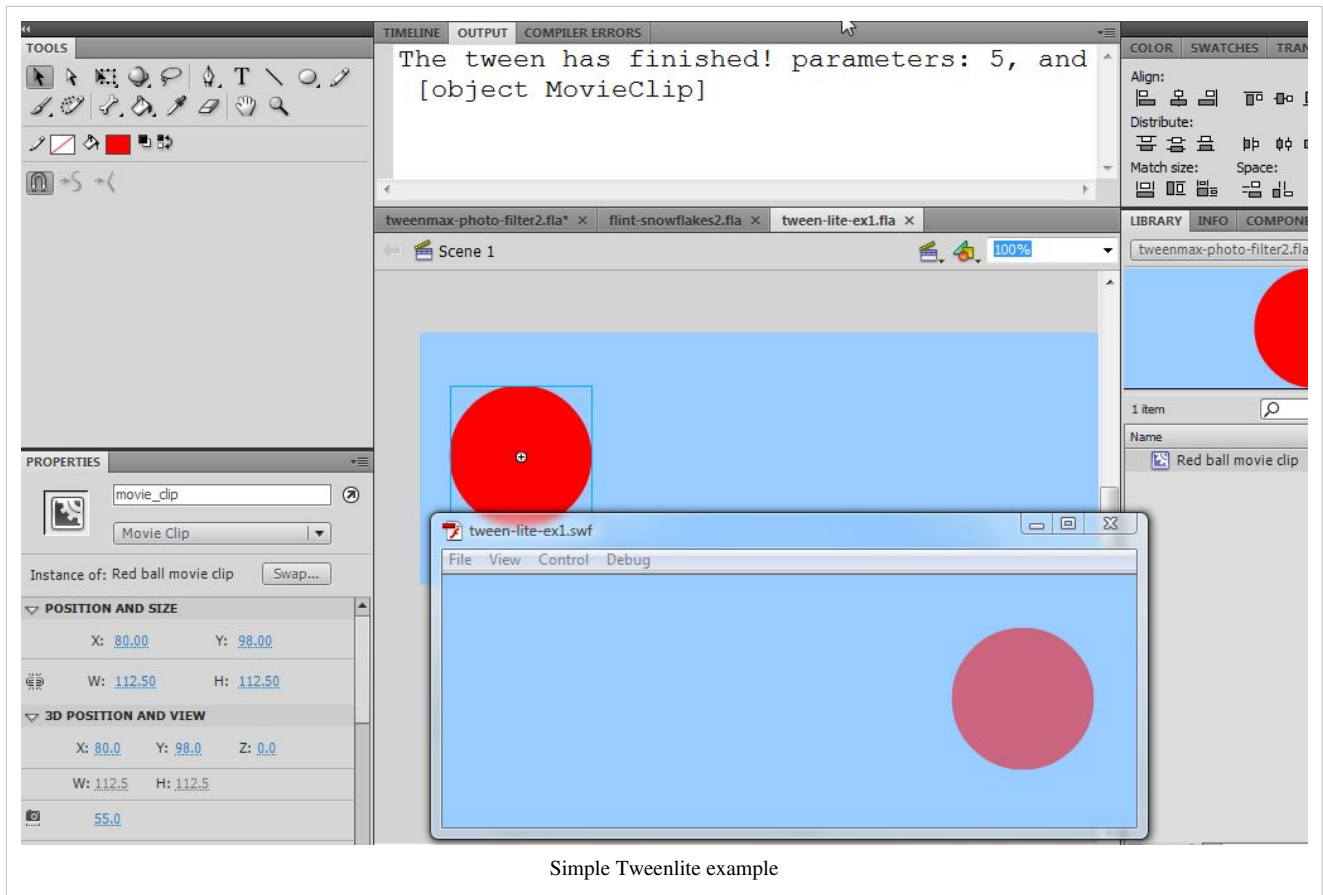 TOOLS
T
PROPERTIES
movie_clip
Movie Clip
Instance of: Red ball movie clip
Swap...
POSITION AND SIZE
X: 80.00 Y: 98.00
W: 112.50 H: 112.50
3D POSITION AND VIEW
X: 80.0 Y: 98.0 Z: 0.0
W: 112.5 H: 112.5
55.0
TIMELINE OUTPUT COMPILER ERRORS
The tween has finished! parameters: 5, and
[object MovieClip]
tweenmax-photo-filter2.fla* × flint-snowflakes2.fla × tween-lite-ex1.fla ×
Scene 1
100%
tween-lite-ex1.swf
File View Control Debug
COLOR SWATCHES TRAN
Align:
Distribute:
Match size: Space:
LIBRARY INFO COMPONE
tweenmax-photo-filter2.fla
1 item
Name
Red ball movie clip
Simple Tweenlite example